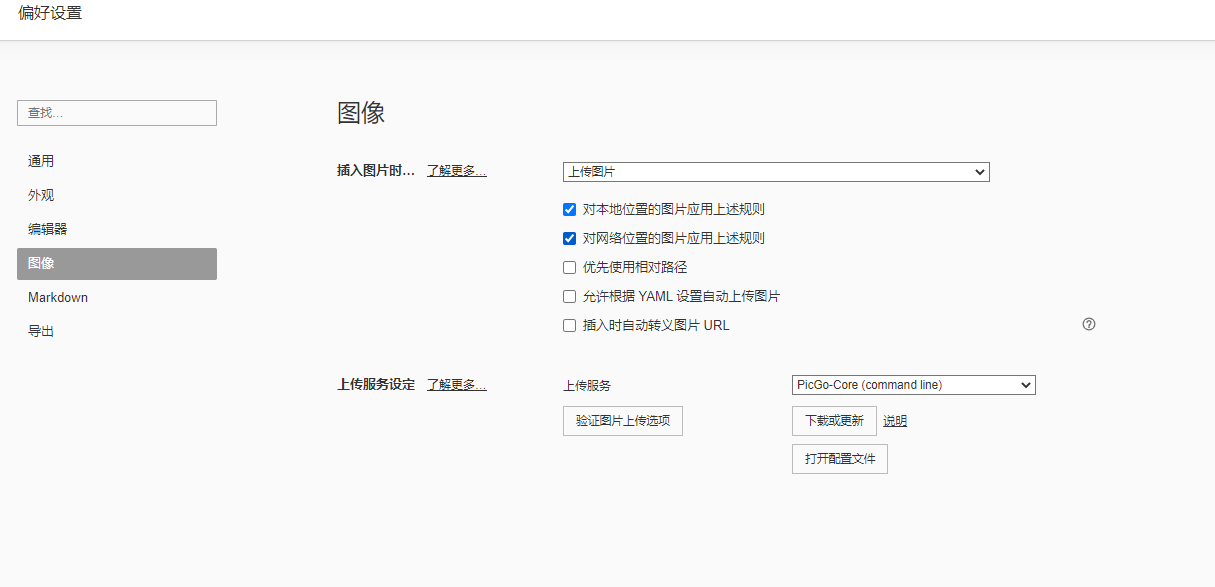 偏好设置
查找...
通用
外观
编辑器
图像
Markdown
导出
图像
插入图片时... 了解更多...
上传图片
对本地位置的图片应用上述规则
对网络位置的图片应用上述规则
优先使用相对路径
允许根据 YAML 设置自动上传图片
插入时自动转义图片 URL
?
上传服务设定 了解更多...
上传服务 PicGo-Core (command line)
验证图片上传选项 下载或更新 说明
打开配置文件